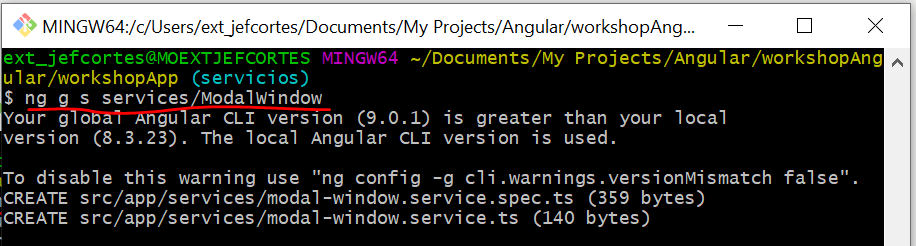 MINGW64:/c/Users/ext_jefcortes/Documents/My Projects/Angular/workshopAng...
ext_jefcortes@MOEXTJEFCORTES MINGW64 ~/Documents/My Projects/Angular/workshopAng
ular/workshopApp (servicios)
$ ng g s services/ModalWindow
Your global Angular CLI version (9.0.1) is greater than your local
version (8.3.23). The local Angular CLI version is used.
To disable this warning use "ng config -g cli.warnings.versionMismatch false".
CREATE src/app/services/modal-window.service.spec.ts (359 bytes)
CREATE src/app/services/modal-window.service.ts (140 bytes)